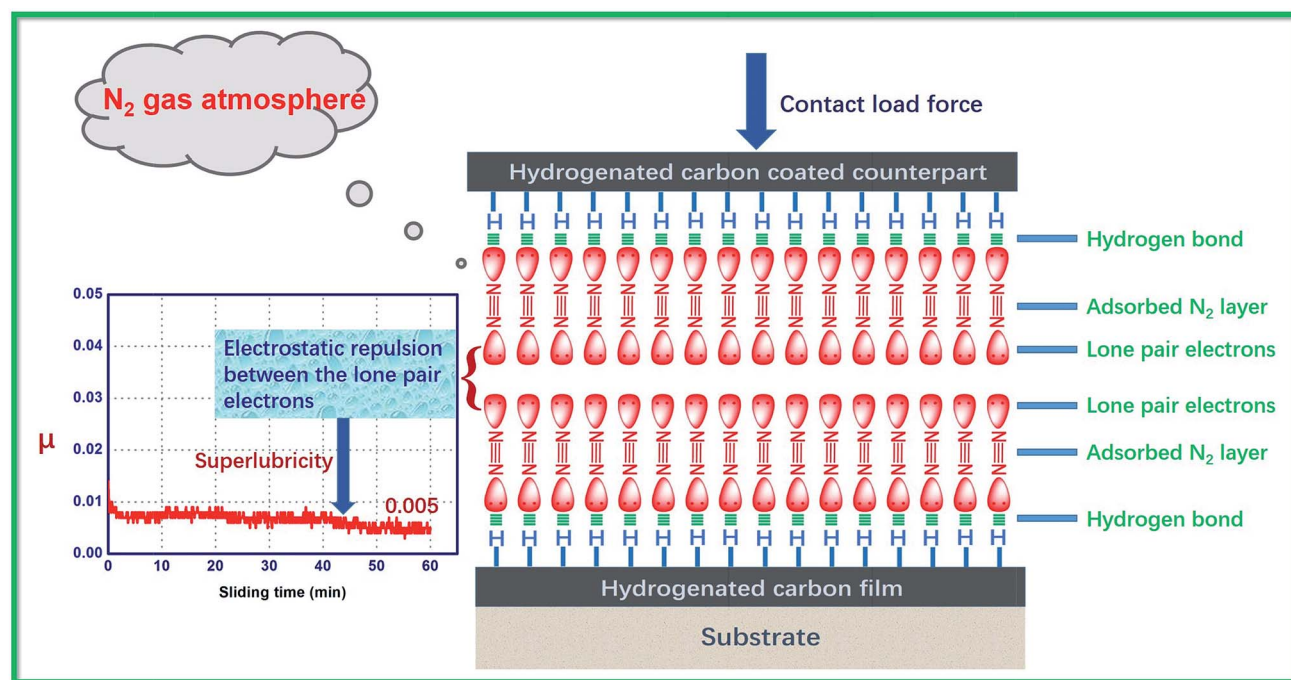 N₂ gas atmosphere
Contact load force
Hydrogenated carbon coated counterpart
H H H H H H H H H H H H H H H H
Hydrogen bond
N≡N N≡N N≡N N≡N N≡N N≡N N≡N N≡N N≡N N≡N N≡N N≡N N≡N N≡N N≡N N≡N
Adsorbed N₂ layer
Lone pair electrons
Lone pair electrons
N≡N N≡N N≡N N≡N N≡N N≡N N≡N N≡N N≡N N≡N N≡N N≡N N≡N N≡N N≡N N≡N
Adsorbed N₂ layer
Hydrogen bond
H H H H H H H H H H H H H H H H
Hydrogenated carbon film
Substrate
0.05
0.04
0.03
0.02
0.01
0.00
μ
Electrostatic repulsion
between the lone pair
electrons
{
Superlubricity
0.005
0 10 20 30 40 50 60
Sliding time (min)